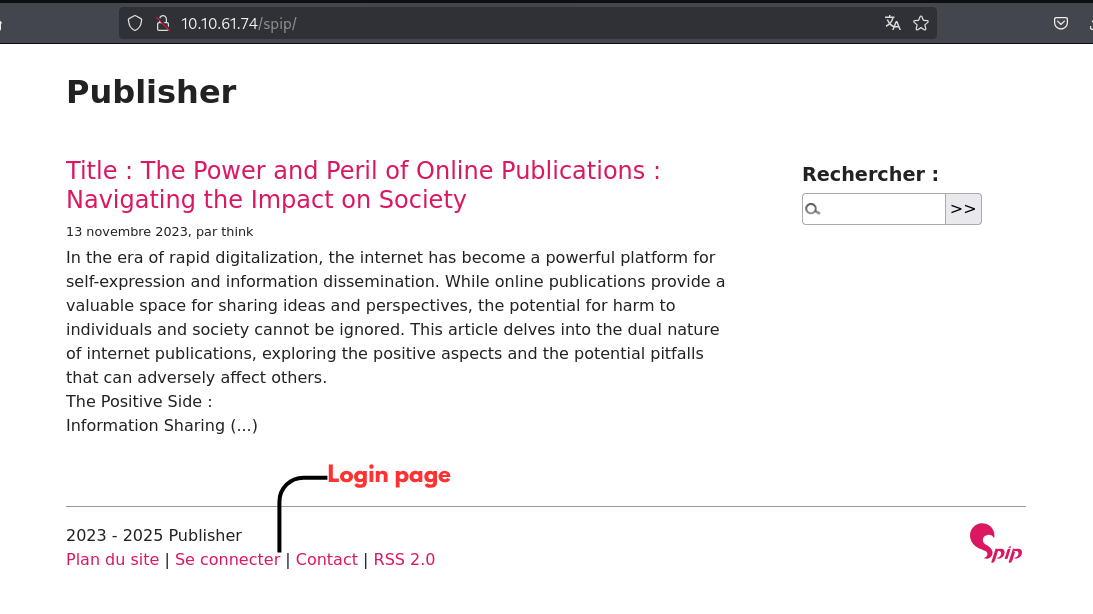 10.10.61.74/spip/
Publisher
Title : The Power and Peril of Online Publications :
Navigating the Impact on Society
13 novembre 2023, par think
In the era of rapid digitalization, the internet has become a powerful platform for
self-expression and information dissemination. While online publications provide a
valuable space for sharing ideas and perspectives, the potential for harm to
individuals and society cannot be ignored. This article delves into the dual nature
of internet publications, exploring the positive aspects and the potential pitfalls
that can adversely affect others.
The Positive Side :
Information Sharing (...)
Rechercher :
>>
Login page
2023 - 2025 Publisher
Plan du site | Se connecter | Contact | RSS 2.0
Spip